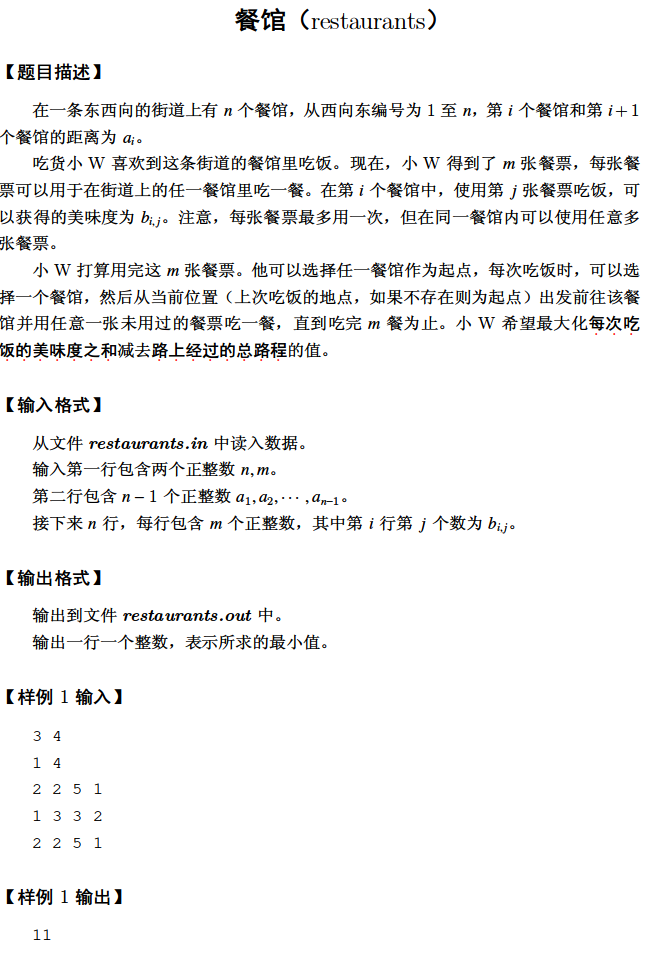 餐馆（restaurants）
【题目描述】
在一条东西向的街道上有 n 个餐馆，从西向东编号为 1 至 n，第 i 个餐馆和第 i + 1
个餐馆的距离为 aᵢ。
吃货小 W 喜欢到这条街道的餐馆里吃饭。现在，小 W 得到了 m 张餐票，每张餐
票可以用于在街道上的任一餐馆里吃一餐。在第 i 个餐馆中，使用第 j 张餐票吃饭，可
以获得的美味度为 b_{i,j}。注意，每张餐票最多用一次，但在同一餐馆内可以使用任意多
张餐票。
小 W 打算用完这 m 张餐票。他可以选择任一餐馆作为起点，每次吃饭时，可以选
择一个餐馆，然后从当前位置（上次吃饭的地点，如果不存在则为起点）出发前往该餐
馆并用任意一张未用过的餐票吃一餐，直到吃完 m 餐为止。小 W 希望最大化每次吃
饭的美味度之和减去路上经过的总路程的值。
【输入格式】
从文件 restaurants.in 中读入数据。
输入第一行包含两个正整数 n, m。
第二行包含 n − 1 个正整数 a₁, a₂, ⋯ , a_{n−1}。
接下来 n 行，每行包含 m 个正整数，其中第 i 行第 j 个数为 b_{i,j}。
【输出格式】
输出到文件 restaurants.out 中。
输出一行一个整数，表示所求的最小值。
【样例 1 输入】
3 4
1 4
2 2 5 1
1 3 3 2
2 2 5 1
【样例 1 输出】
11